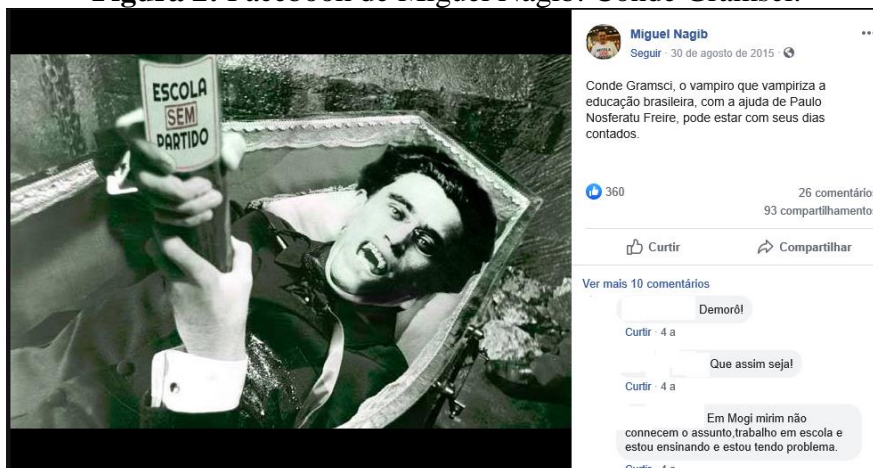 Figura 2: Facebook de Miguel Nagib: Conde Gramsci.
ESCOLA
SEM
PARTIDO
Miguel Nagib
Seguir · 30 de agosto de 2015 ·
Conde Gramsci, o vampiro que vampiriza a
educação brasileira, com a ajuda de Paulo
Nosferatu Freire, pode estar com seus dias
contados.
360
26 comentários
93 compartilhamentos
Curtir
Compartilhar
Ver mais 10 comentários
Demorô!
Curtir · 4 a
Que assim seja!
Curtir · 4 a
Em Mogi mirim não
connecem o assunto,trabalho em escola e
estou ensinando e estou tendo problema.
Curtir · 4 a